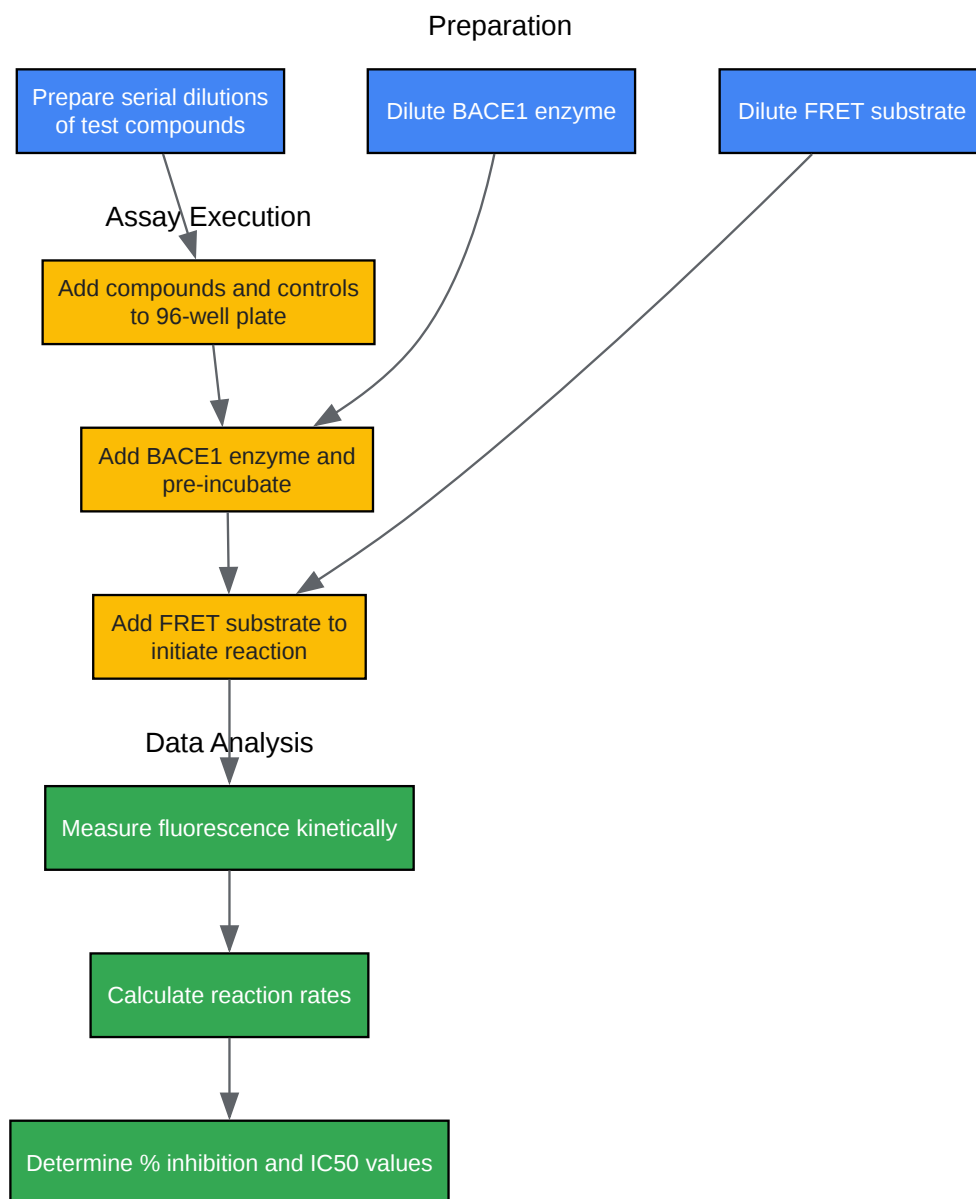 Preparation
Prepare serial dilutions
of test compounds
Dilute BACE1 enzyme
Dilute FRET substrate
Assay Execution
Add compounds and controls
to 96-well plate
Add BACE1 enzyme and
pre-incubate
Add FRET substrate to
initiate reaction
Data Analysis
Measure fluorescence kinetically
Calculate reaction rates
Determine % inhibition and IC50 values